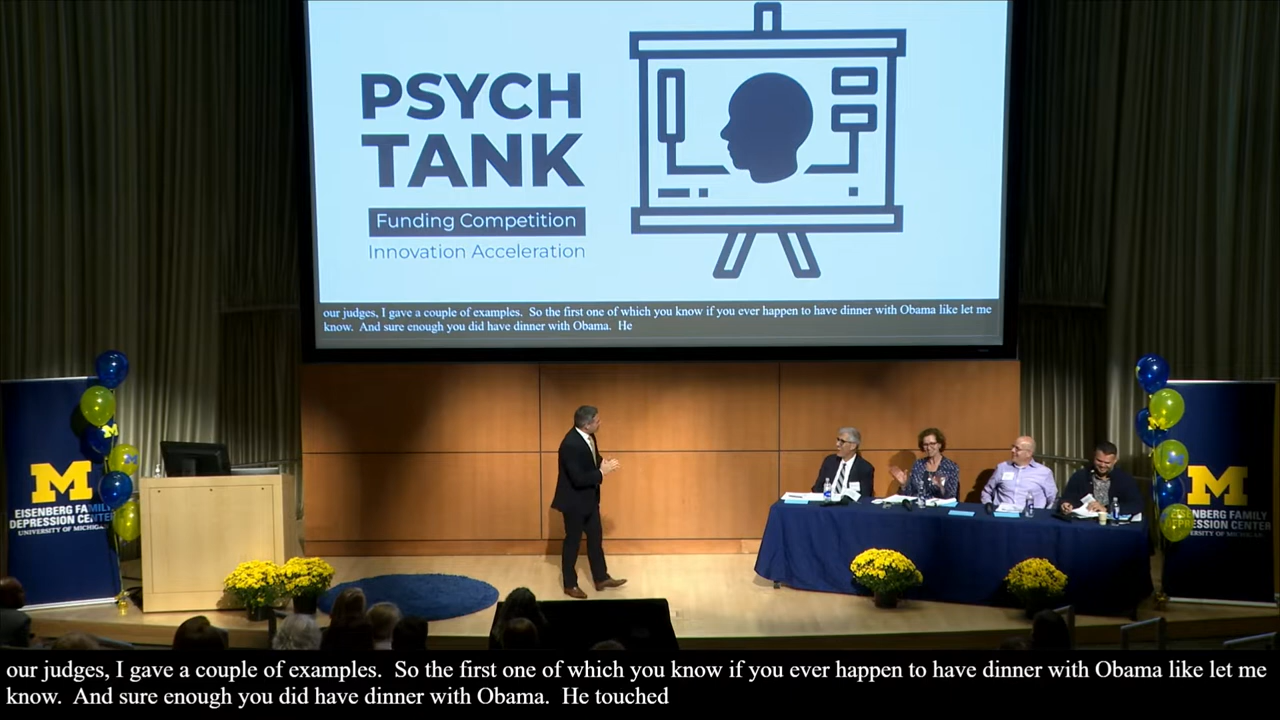 PSYCH
TANK
Funding Competition
Innovation Acceleration
our judges, I gave a couple of examples.  So the first one of which you know if you ever happen to have dinner with Obama like let me
know.  And sure enough you did have dinner with Obama.  He
M
EISENBERG FAMILY
DEPRESSION CENTER
UNIVERSITY OF MICHIGAN
M
EISENBERG FAMILY
DEPRESSION CENTER
UNIVERSITY OF MICHIGAN
our judges, I gave a couple of examples.  So the first one of which you know if you ever happen to have dinner with Obama like let me
know.  And sure enough you did have dinner with Obama.  He touched